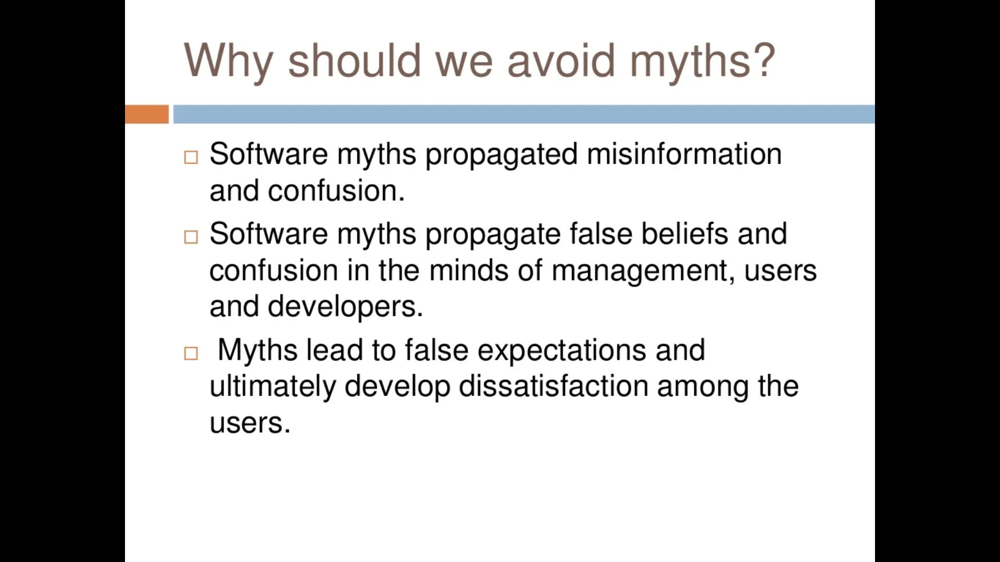 Why should we avoid myths?
Software myths propagated misinformation
and confusion.
Software myths propagate false beliefs and
confusion in the minds of management, users
and developers.
Myths lead to false expectations and
ultimately develop dissatisfaction among the
users.